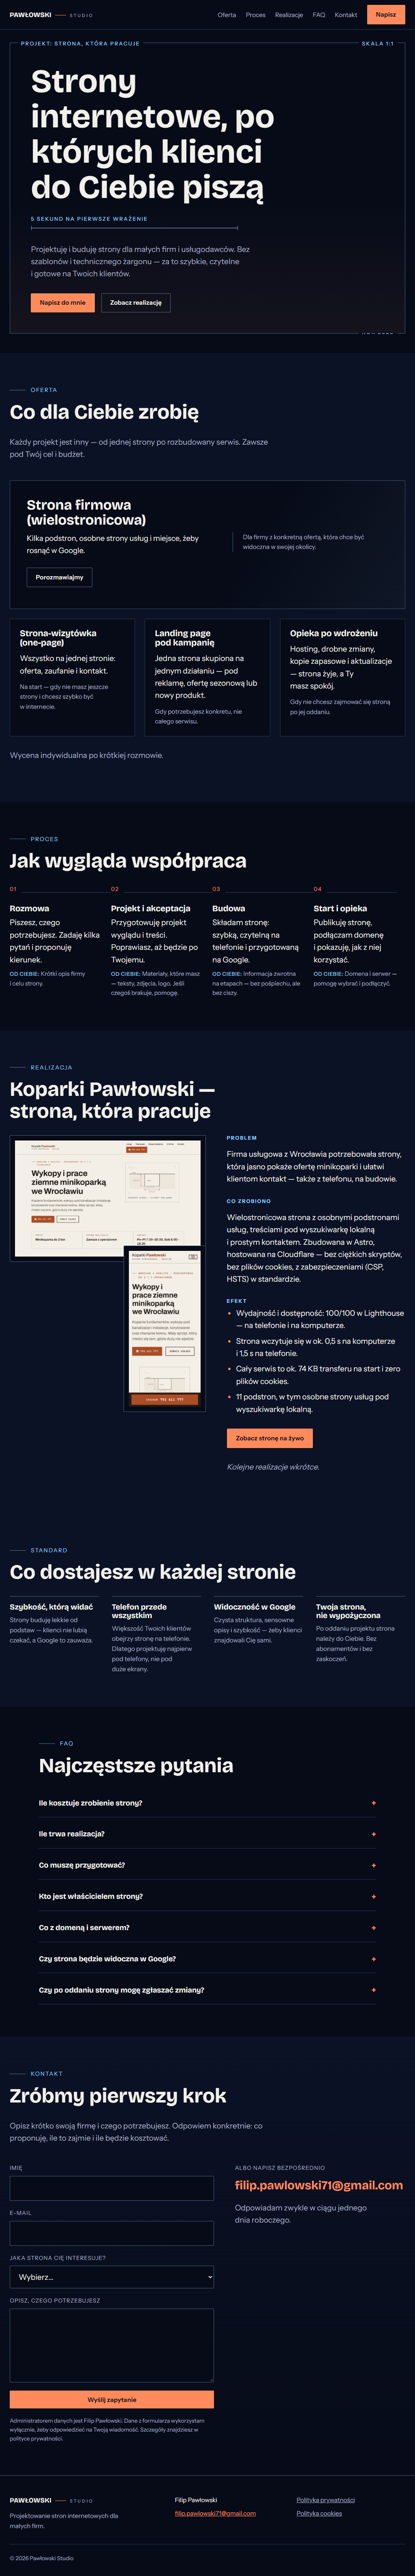 PAWŁOWSKI STUDIO
Oferta Proces Realizacje FAQ Kontakt Napisz
PROJEKT: STRONA, KTÓRA PRACUJE
SKALA 1:1
Strony
internetowe, po
których klienci
do Ciebie piszą
5 SEKUND NA PIERWSZE WRAŻENIE
Projektuję i buduję strony dla małych firm i usługodawców. Bez
szablonów i technicznego żargonu — za to szybkie, czytelne
i gotowe na Twoich klientów.
Napisz do mnie
Zobacz realizację
OFERTA
Co dla Ciebie zrobię
Każdy projekt jest inny — od jednej strony po rozbudowany serwis. Zawsze
pod Twój cel i budżet.
Strona firmowa
(wielostronicowa)
Kilka podstron, osobne strony usług i miejsce, żeby
rosnąć w Google.
Porozmawiajmy
Dla firmy z konkretną ofertą, która chce być
widoczna w swojej okolicy.
Strona-wizytówka
(one-page)
Wszystko na jednej stronie:
oferta, zaufanie i kontakt.
Na start — gdy nie masz jeszcze
strony i chcesz szybko być
w internecie.
Landing page
pod kampanię
Jedna strona skupiona na
jednym działaniu — pod
reklamę, ofertę sezonową lub
nowy produkt.
Gdy potrzebujesz konkretu, nie
całego serwisu.
Opieka po wdrożeniu
Hosting, drobne zmiany,
kopie zapasowe i aktualizacje
— strona żyje, a Ty
masz spokój.
Gdy nie chcesz zajmować się stroną
po jej oddaniu.
Wycena indywidualna po krótkiej rozmowie.
PROCES
Jak wygląda współpraca
01
Rozmowa
Piszesz, czego
potrzebujesz. Zadaję kilka
pytań i proponuję
kierunek.
OD CIEBIE: Krótki opis firmy
i celu strony.
02
Projekt i akceptacja
Przygotowuję projekt
wyglądu i treści.
Poprawiasz, aż będzie po
Twojemu.
OD CIEBIE: Materiały, które masz
— teksty, zdjęcia, logo. Jeśli
czegoś brakuje, pomogę.
03
Budowa
Składam stronę:
szybką, czytelną na
telefonie i przygotowaną
na Google.
OD CIEBIE: Informacja zwrotna
na etapach — bez pośpiechu, ale
bez ciszy.
04
Start i opieka
Publikuję stronę,
podłączam domenę
i pokazuję, jak z niej
korzystać.
OD CIEBIE: Domena i serwer —
pomogę wybrać i podłączyć.
REALIZACJA
Koparki Pawłowski —
strona, która pracuje
Koparki Pawłowski
Wykopy i prace
ziemne minikoparką
we Wrocławiu
Koparki Pawłowski
Wykopy i prace
ziemne
minikoparką
we Wrocławiu
PROBLEM
Firma usługowa z Wrocławia potrzebowała strony,
która jasno pokaże ofertę minikoparki i ułatwi
klientom kontakt — także z telefonu, na budowie.
CO ZROBIONO
Wielostronicowa strona z osobnymi podstronami
usług, treściami pod wyszukiwarkę lokalną
i prostym kontaktem. Zbudowana w Astro,
hostowana na Cloudflare — bez ciężkich skryptów,
bez plików cookies, z zabezpieczeniami (CSP,
HSTS) w standardzie.
EFEKT
Wydajność i dostępność: 100/100 w Lighthouse
— na telefonie i na komputerze.
Strona wczytuje się w ok. 0,5 s na komputerze
i 1,5 s na telefonie.
Cały serwis to ok. 74 KB transferu na start i zero
plików cookies.
11 podstron, w tym osobne strony usług pod
wyszukiwarkę lokalną.
Zobacz stronę na żywo
Kolejne realizacje wkrótce.
STANDARD
Co dostajesz w każdej stronie
Szybkość, którą widać
Strony buduję lekkie od
podstaw — klienci nie lubią
czekać, a Google to zauważa.
Telefon przede
wszystkim
Większość Twoich klientów
obejrzy stronę na telefonie.
Dlatego projektuję najpierw
pod telefony, nie pod
duże ekrany.
Widoczność w Google
Czysta struktura, sensowne
opisy i szybkość — żeby klienci
znajdowali Cię sami.
Twoja strona,
nie wypożyczona
Po oddaniu projektu strona
należy do Ciebie. Bez
abonamentów i bez
zaskoczeń.
FAQ
Najczęstsze pytania
Ile kosztuje zrobienie strony? +
Ile trwa realizacja? +
Co muszę przygotować? +
Kto jest właścicielem strony? +
Co z domeną i serwerem? +
Czy strona będzie widoczna w Google? +
Czy po oddaniu strony mogę zgłaszać zmiany? +
KONTAKT
Zróbmy pierwszy krok
Opisz krótko swoją firmę i czego potrzebujesz. Odpowiem konkretnie: co
proponuję, ile to zajmie i ile będzie kosztować.
IMIĘ
E-MAIL
JAKA STRONA CIĘ INTERESUJE?
Wybierz...
OPISZ, CZEGO POTRZEBUJESZ
Wyślij zapytanie
Administratorem danych jest Filip Pawłowski. Dane z formularza wykorzystam
wyłącznie, żeby odpowiedzieć na Twoją wiadomość. Szczegóły znajdziesz w
polityce prywatności.
ALBO NAPISZ BEZPOŚREDNIO
filip.pawlowski71@gmail.com
Odpowiadam zwykle w ciągu jednego
dnia roboczego.
PAWŁOWSKI STUDIO
Projektowanie stron internetowych dla
małych firm.
Filip Pawłowski
filip.pawlowski71@gmail.com
Polityka prywatności
Polityka cookies
© 2026 Pawłowski Studio